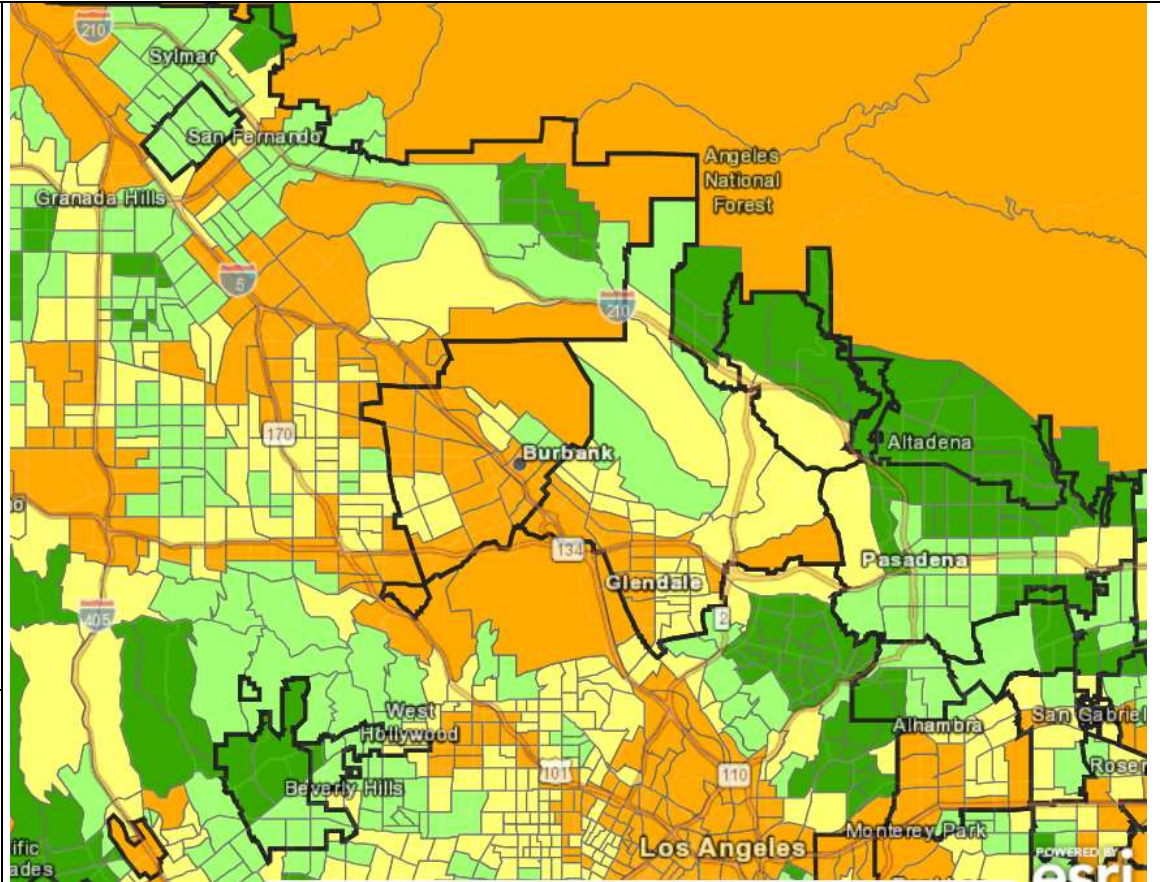 210
Sylmar
San Fernando
Angeles
National
Forest
Granada Hills
5
210
170
Burbank
Altadena
134
Glendale
Pasadena
405
2
West
Hollywood
Alhambra
San Gabriel
Beverly Hills
101
110
Roser
Los Angeles
Monterey Park
ific
ades
POWERED BY
esri